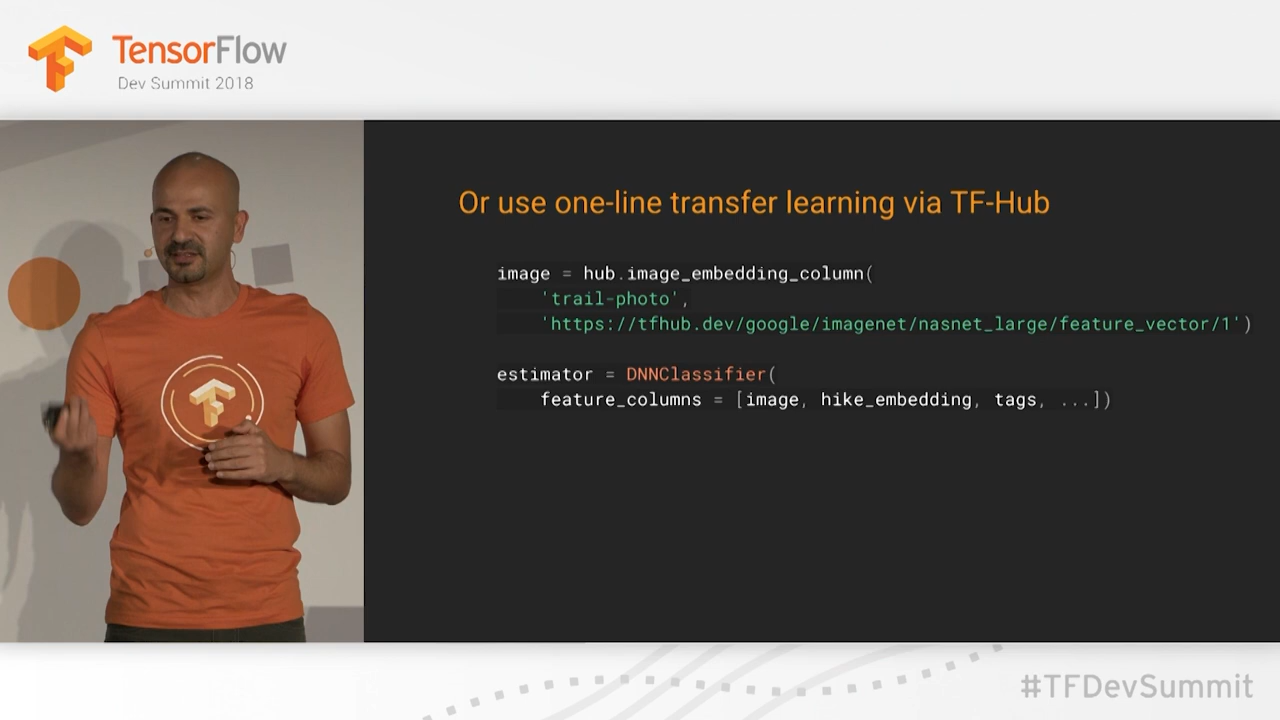 TensorFlow
Dev Summit 2018
Or use one-line transfer learning via TF-Hub
image = hub.image_embedding_column(
'trail-photo',
'https://tfhub.dev/google/imagenet/nasnet_large/feature_vector/1')
estimator = DNNClassifier(
feature_columns = [image, hike_embedding, tags, ...])
#TFDevSummit